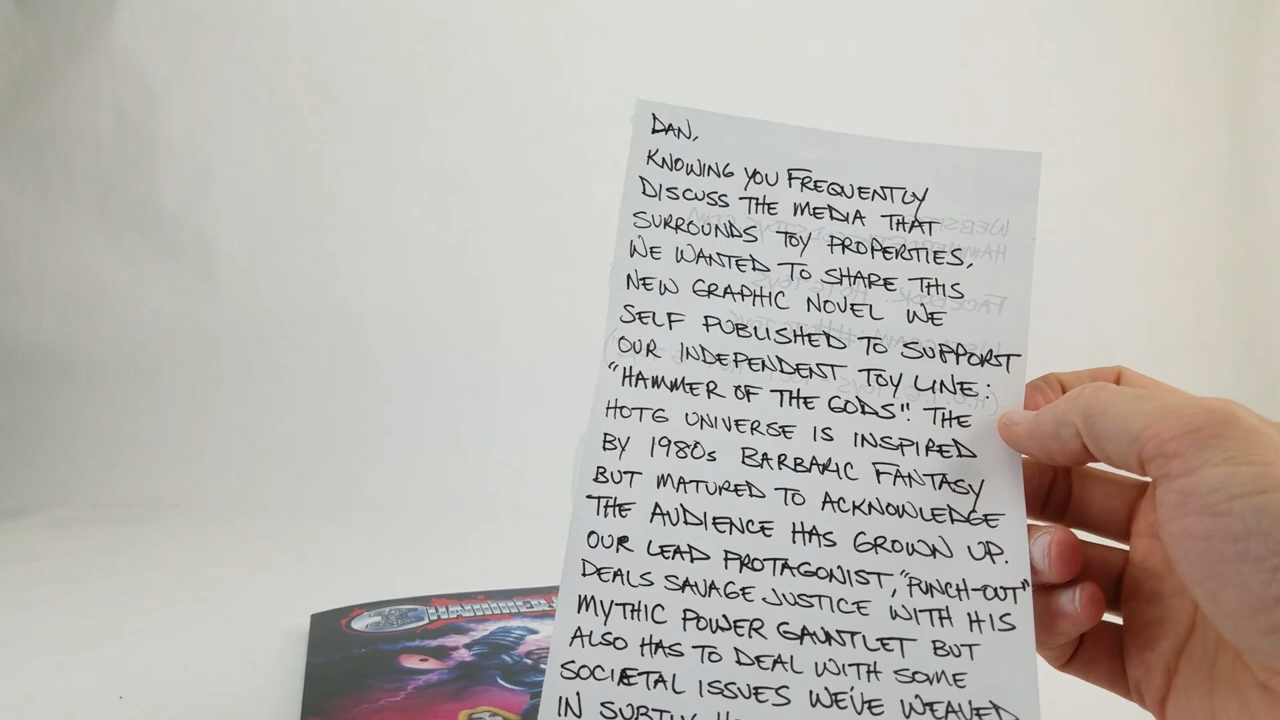 DAN,
KNOWING YOU FREQUENTLY
DISCUSS THE MEDIA THAT
SURROUNDS TOY PROPERTIES,
WE WANTED TO SHARE THIS
NEW GRAPHIC NOVEL WE
SELF PUBLISHED TO SUPPORT
OUR INDEPENDENT TOY LINE:
"HAMMER OF THE GODS". THE
HOTG UNIVERSE IS INSPIRED
BY 1980s BARBARIC FANTASY
BUT MATURED TO ACKNOWLEDGE
THE AUDIENCE HAS GROWN UP.
OUR LEAD PROTAGONIST, "PUNCH-OUT"
DEALS SAVAGE JUSTICE WITH HIS
MYTHIC POWER GAUNTLET BUT
ALSO HAS TO DEAL WITH SOME
SOCIETAL ISSUES WE'VE WEAVED
IN
HAMMER